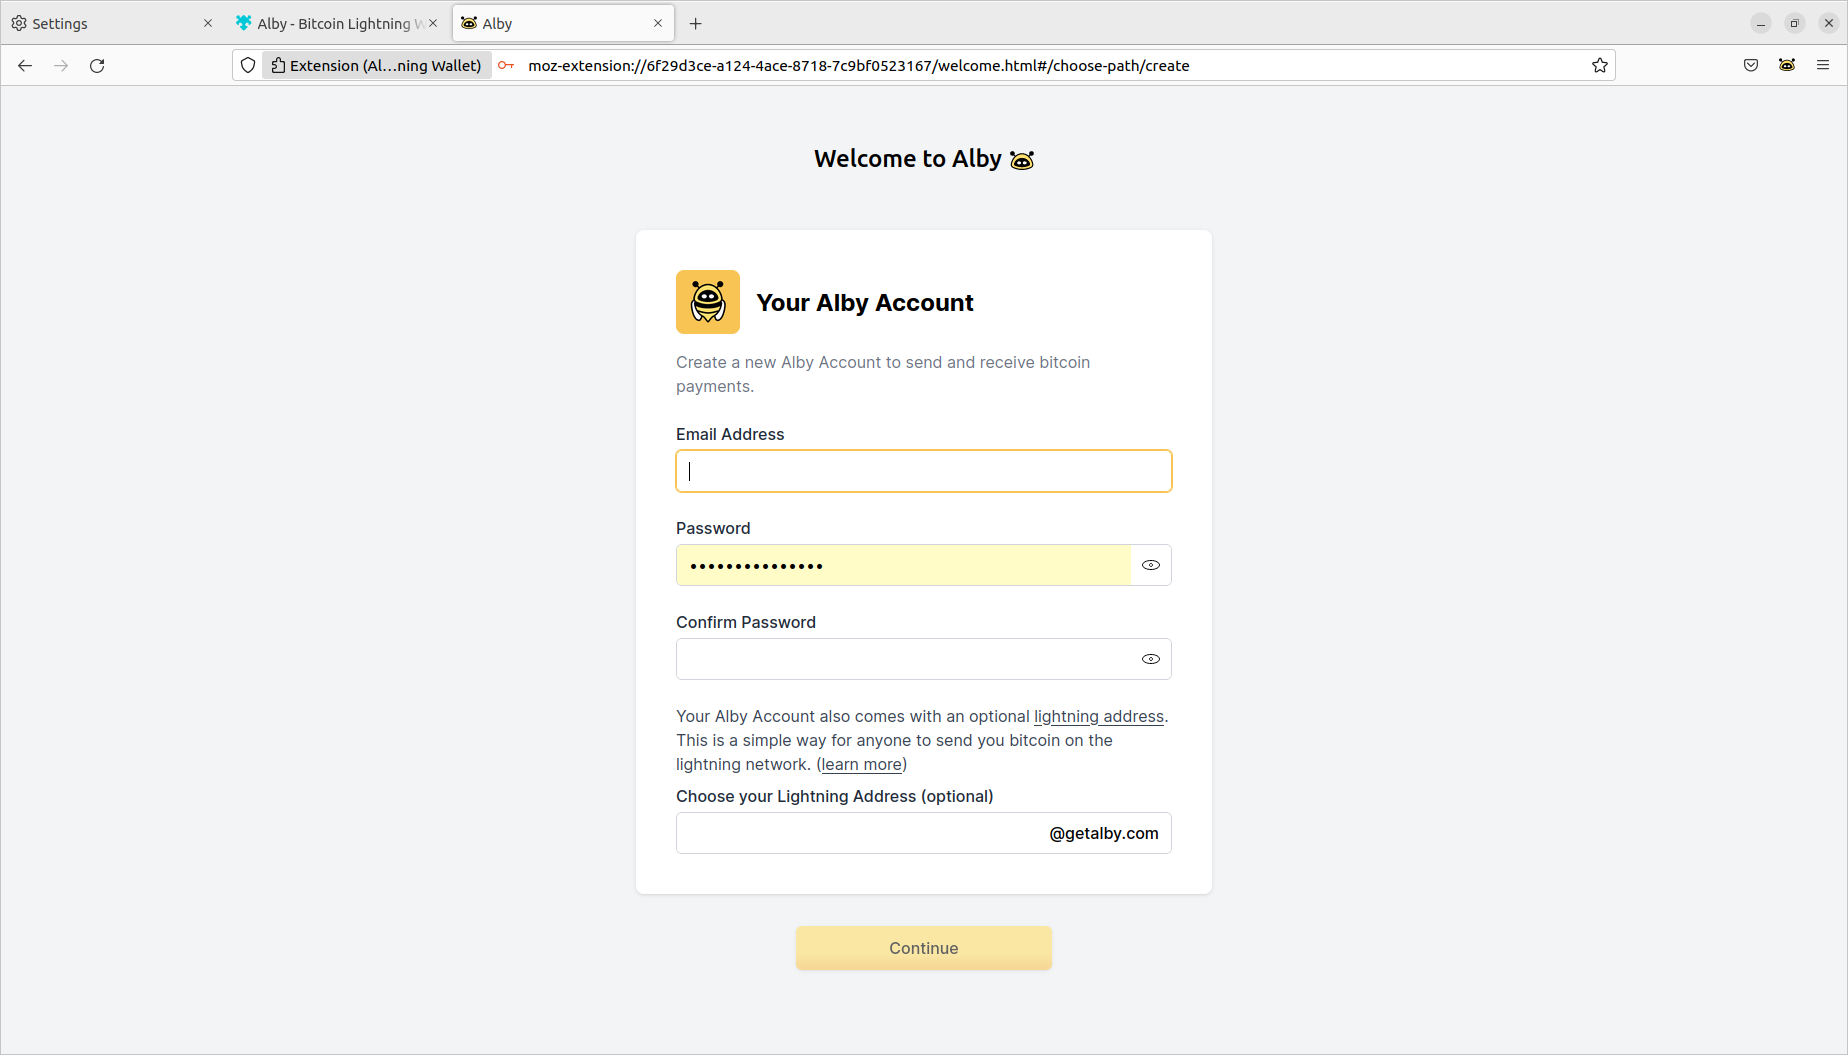 Settings
Alby - Bitcoin Lightning W
Alby
Extension (Al...ning Wallet)
moz-extension://6f29d3ce-a124-4ace-8718-7c9bf0523167/welcome.html#/choose-path/create
Welcome to Alby
Your Alby Account
Create a new Alby Account to send and receive bitcoin
payments.
Email Address
Password
Confirm Password
Your Alby Account also comes with an optional lightning address.
This is a simple way for anyone to send you bitcoin on the
lightning network. (learn more)
Choose your Lightning Address (optional)
@getalby.com
Continue